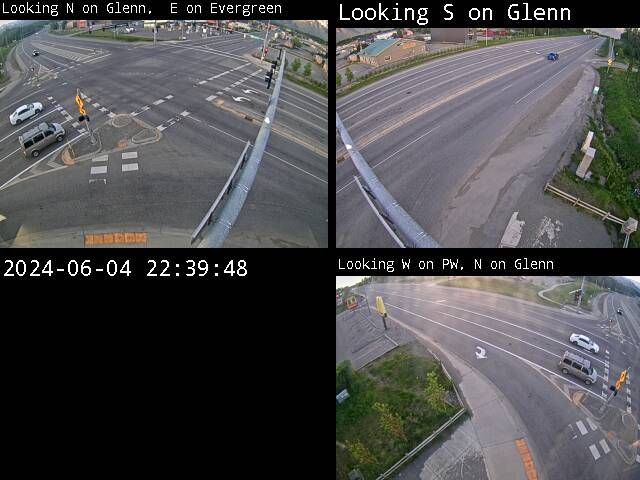 Looking N on Glenn,  E on Evergreen
Looking S on Glenn
2024-06-04 22:39:48
Looking W on PW, N on Glenn